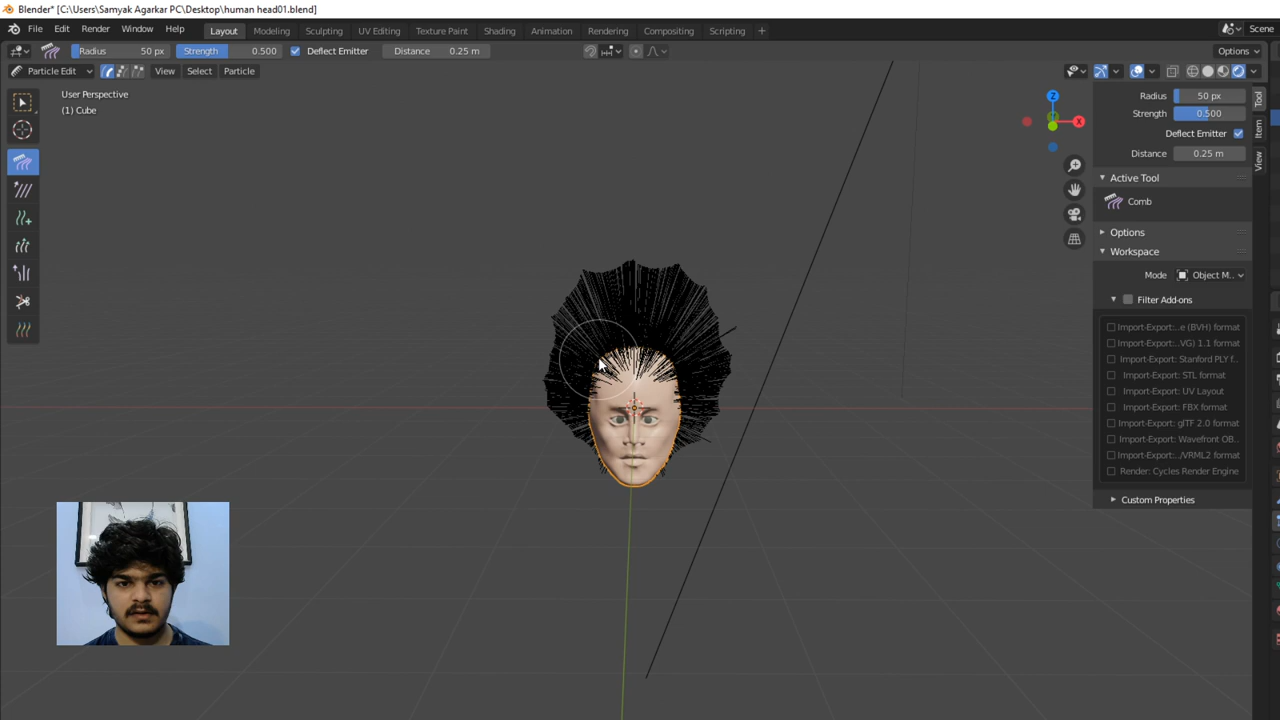 Blender* [C:\Users\Samyak Agarkar PC\Desktop\human head01.blend]
File Edit Render Window Help Layout Modeling Sculpting UV Editing Texture Paint Shading Animation Rendering Compositing Scripting + Scene
Radius 50 px Strength 0.500 Deflect Emitter Distance 0.25 m Options
Particle Edit View Select Particle
User Perspective
(1) Cube
Z
X
Radius 50 px
Strength 0.500
Deflect Emitter
Distance 0.25 m
Active Tool
Comb
Options
Workspace
Mode Object M..
Filter Add-ons
Import-Export:...e (BVH) format
Import-Export:...VG) 1.1 format
Import-Export: Stanford PLY f..
Import-Export: STL format
Import-Export: UV Layout
Import-Export: FBX format
Import-Export: glTF 2.0 format
Import-Export: Wavefront OB..
Import-Export:.../VRML2 format
Render: Cycles Render Engine
Custom Properties
Tool
Item
View